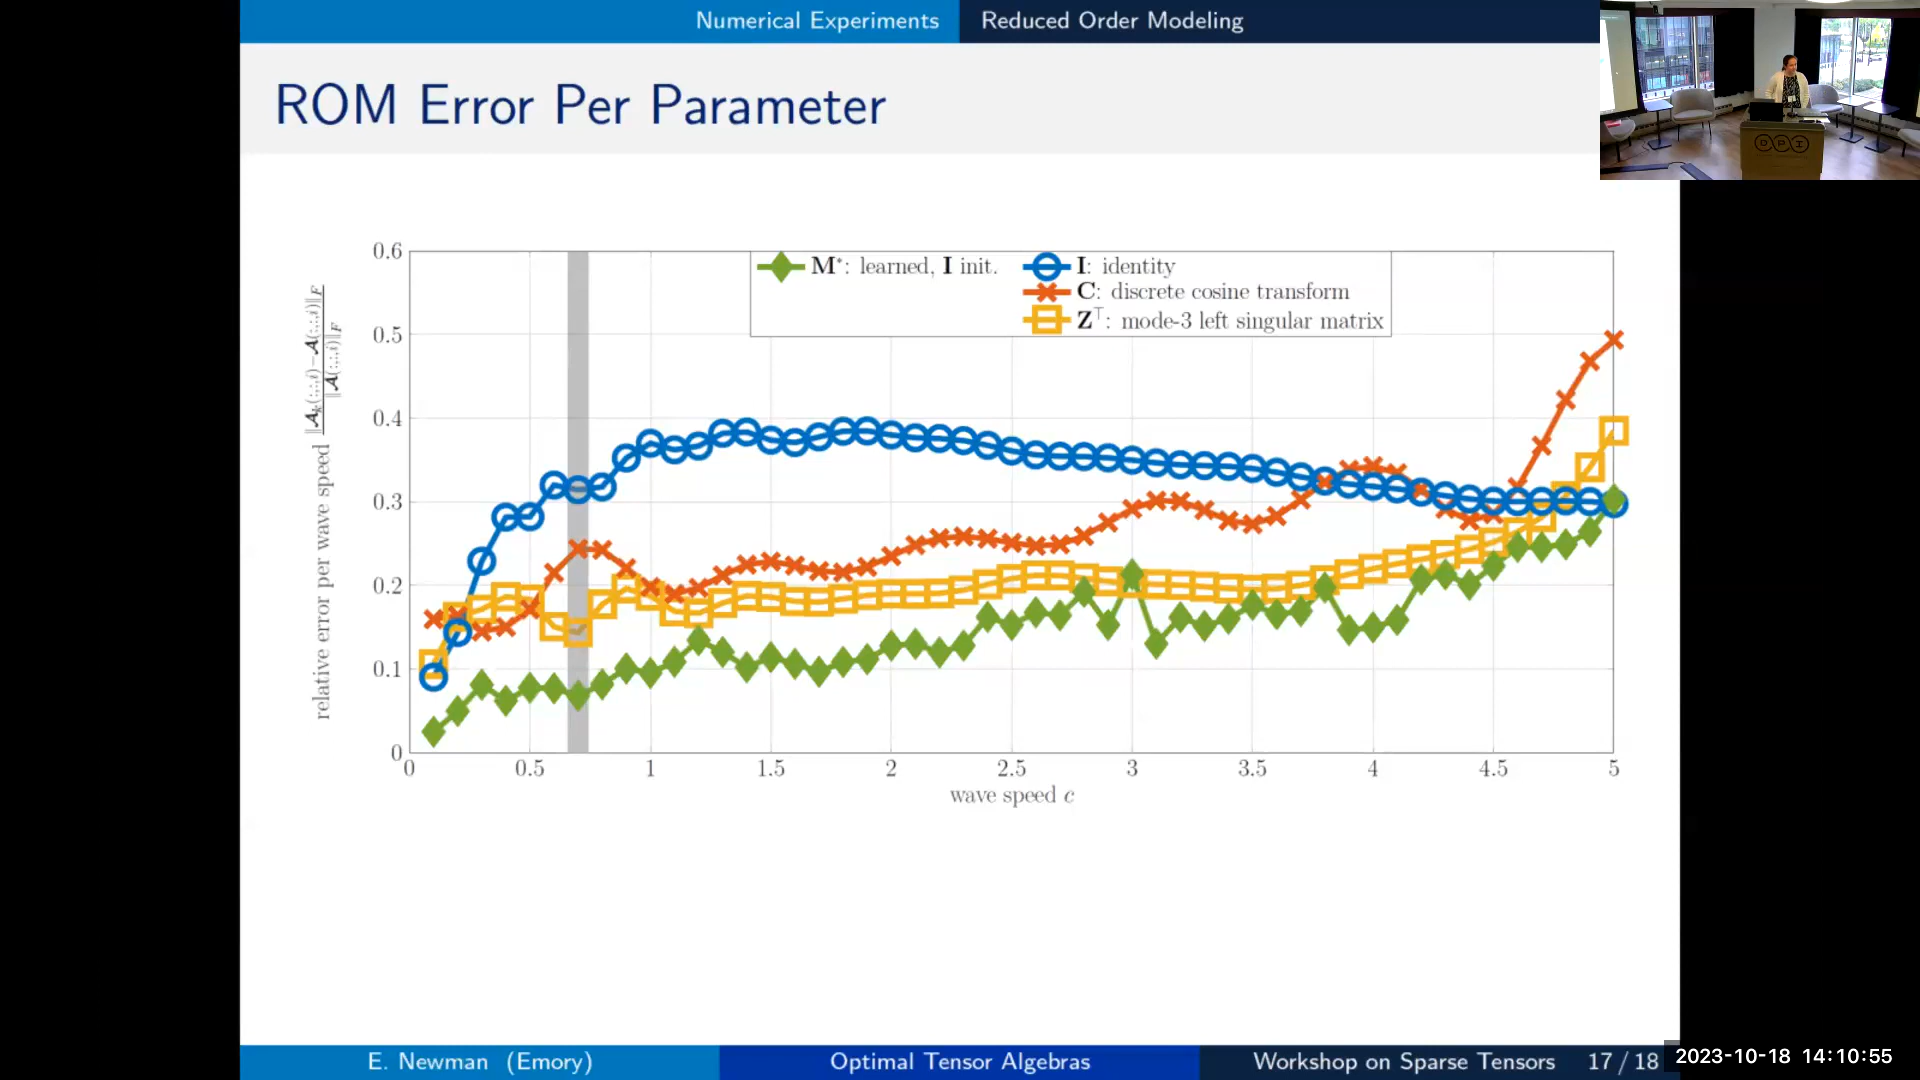 Numerical Experiments
Reduced Order Modeling
ROM Error Per Parameter
relative error per wave speed ‖𝓐ₖ(:,:,i)−𝓐(:,:,i)‖F / ‖𝓐(:,:,i)‖F
0.6
0.5
0.4
0.3
0.2
0.1
0
M*: learned, I init.
I: identity
C: discrete cosine transform
Z⊤: mode-3 left singular matrix
0 0.5 1 1.5 2 2.5 3 3.5 4 4.5 5
wave speed c
DPI
E. Newman (Emory)
Optimal Tensor Algebras
Workshop on Sparse Tensors 17 / 18
2023-10-18 14:10:55